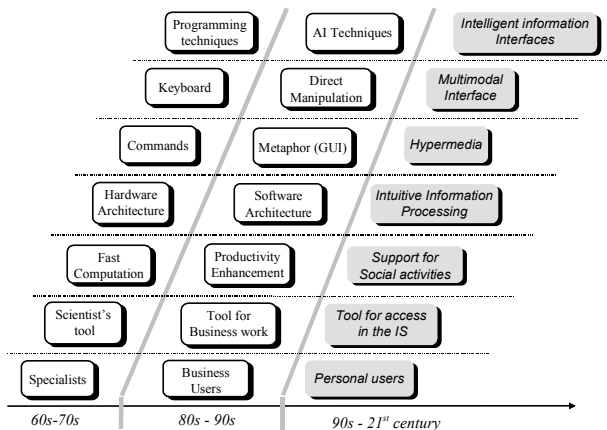 Programming
techniques
AI Techniques
Intelligent information
Interfaces
Keyboard
Direct
Manipulation
Multimodal
Interface
Commands
Metaphor (GUI)
Hypermedia
Hardware
Architecture
Software
Architecture
Intuitive Information
Processing
Fast
Computation
Productivity
Enhancement
Support for
Social activities
Scientist's
tool
Tool for
Business work
Tool for access
in the IS
Specialists
Business
Users
Personal users
60s-70s
80s - 90s
90s - 21st century